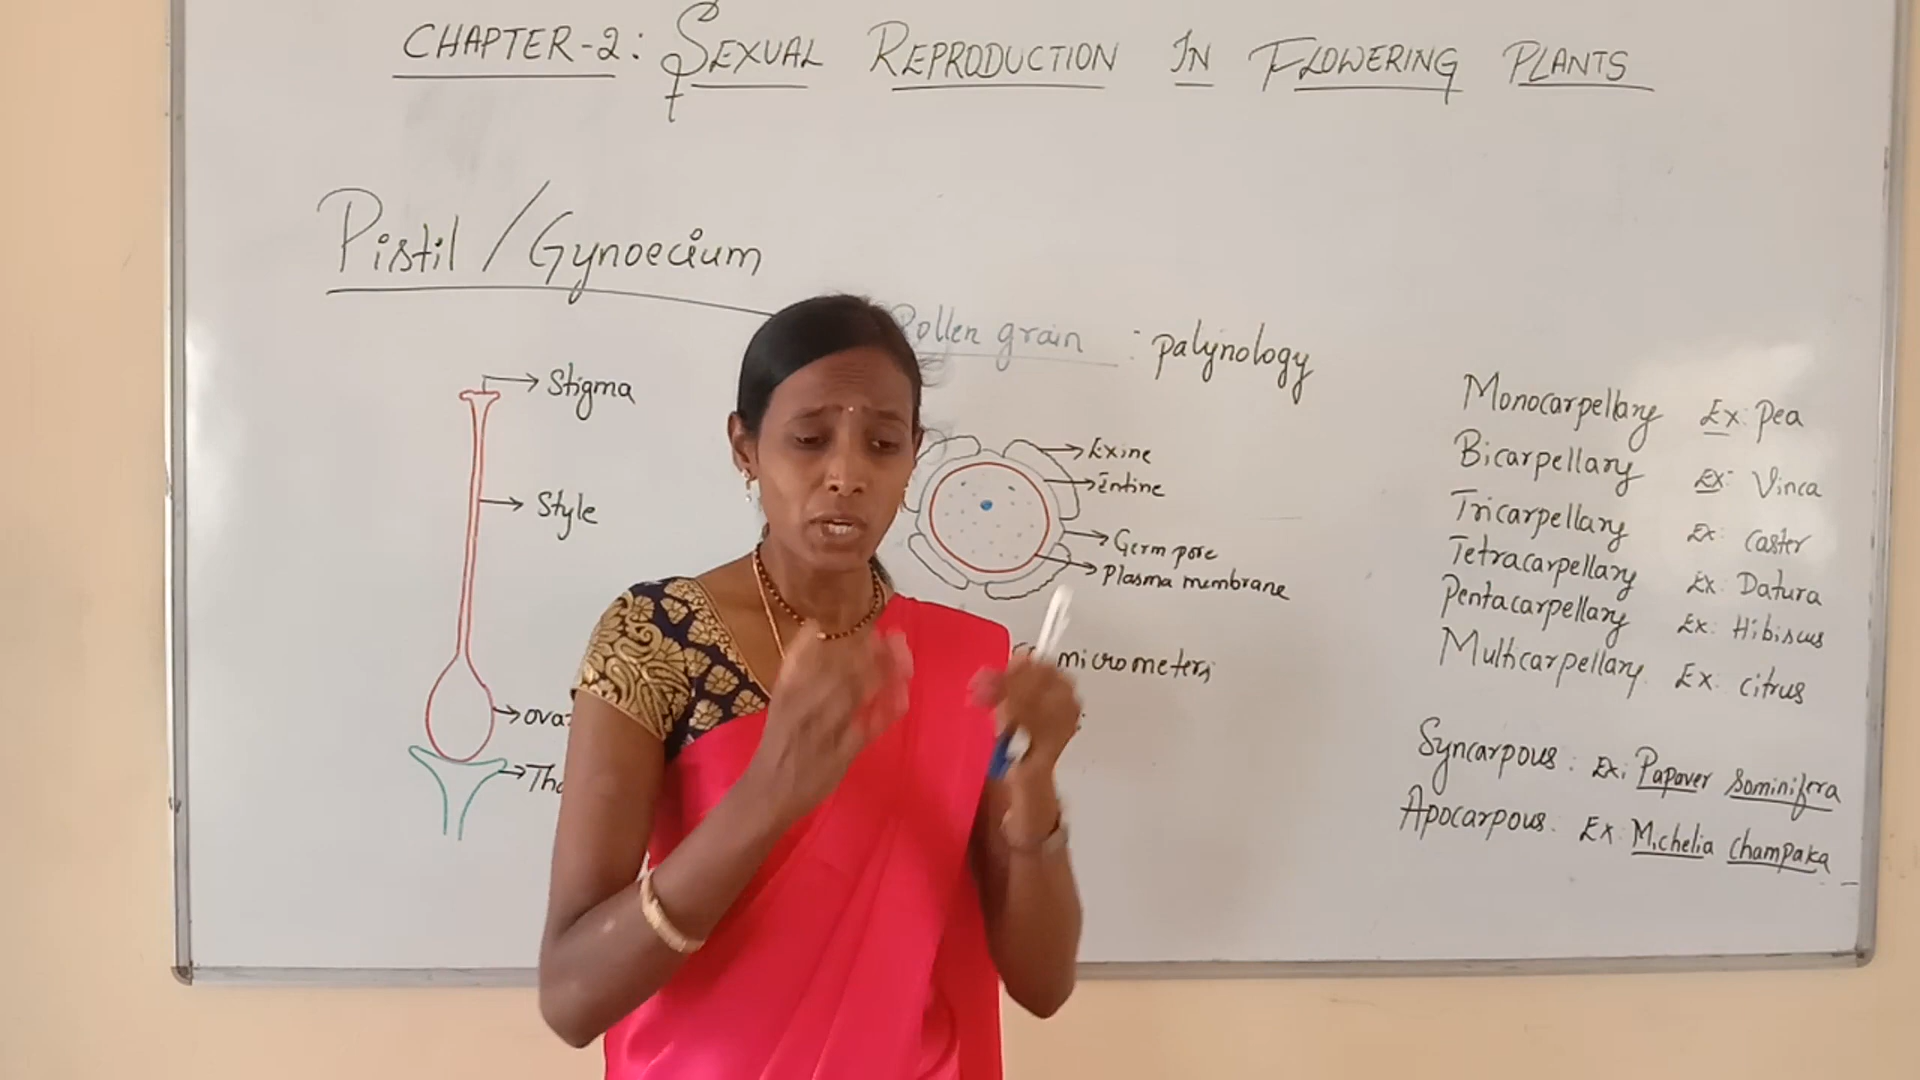 CHAPTER-2: SEXUAL REPRODUCTION IN FLOWERING PLANTS
Pistil / Gynoecium
Stigma
Style
ova
Tha
Pollen grain : palynology
Exine
Intine
Germ pore
Plasma membrane
micrometers
Monocarpellary Ex: Pea
Bicarpellary Ex: Vinca
Tricarpellary Ex: Caster
Tetracarpellary Ex: Datura
Pentacarpellary Ex: Hibiscus
Multicarpellary. Ex. citrus
Syncarpous : Ex; Papaver Sominifera
Apocarpous. Ex: Michelia Champaka